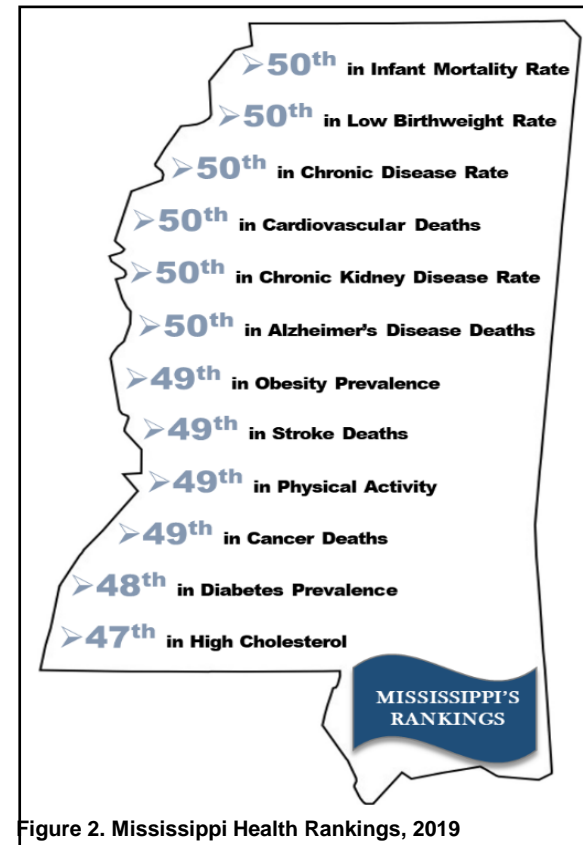 ➢50th in Infant Mortality Rate
➢50th in Low Birthweight Rate
➢50th in Chronic Disease Rate
➢50th in Cardiovascular Deaths
➢50th in Chronic Kidney Disease Rate
➢50th in Alzheimer's Disease Deaths
➢49th in Obesity Prevalence
➢49th in Stroke Deaths
➢49th in Physical Activity
➢49th in Cancer Deaths
➢48th in Diabetes Prevalence
➢47th in High Cholesterol
MISSISSIPPI'S
RANKINGS
Figure 2. Mississippi Health Rankings, 2019